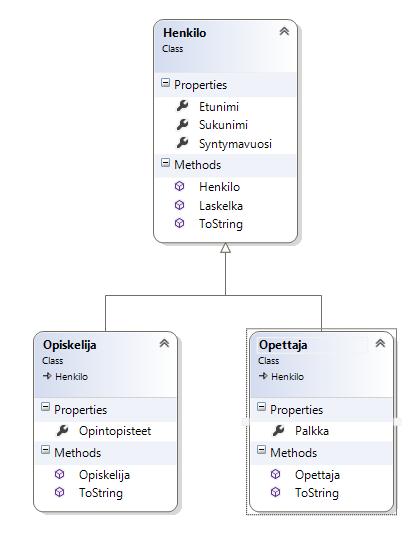 Henkilo
Class
Properties
Etunimi
Sukunimi
Syntymavuosi
Methods
Henkilo
Laskelka
ToString
Opiskelija
Class
Henkilo
Properties
Opintopisteet
Methods
Opiskelija
ToString
Opettaja
Class
Henkilo
Properties
Palkka
Methods
Opettaja
ToString